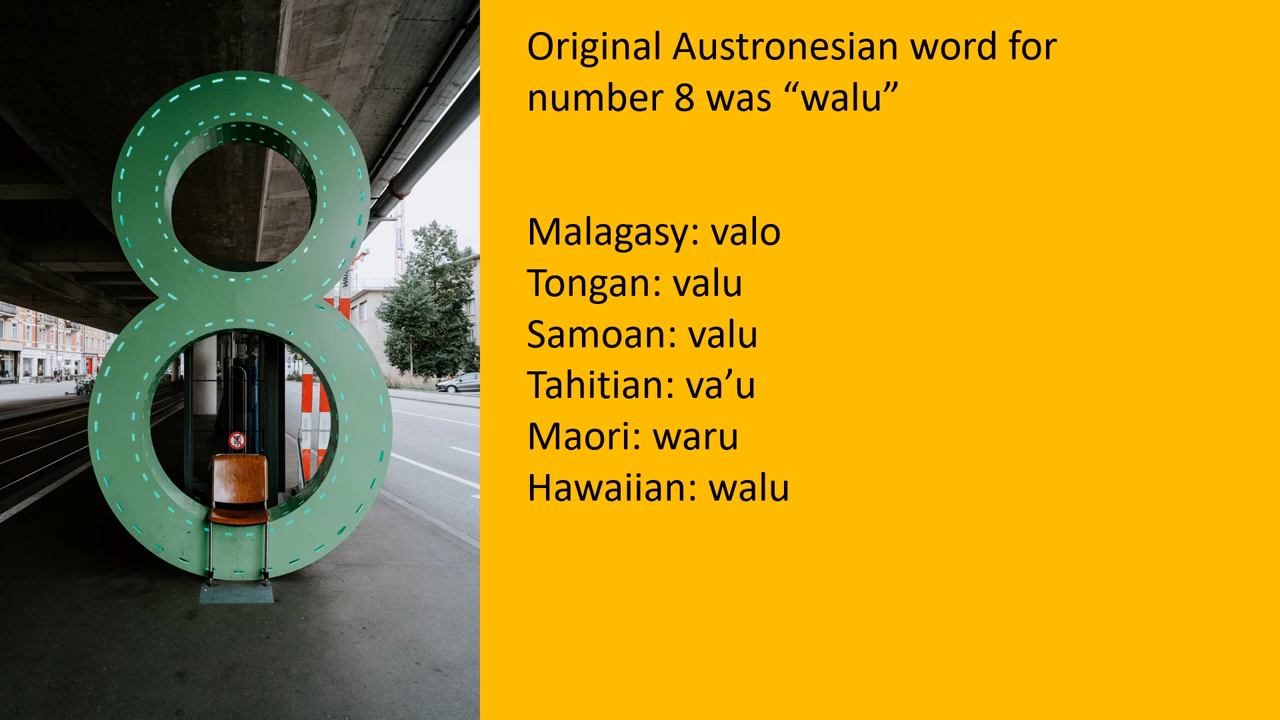 Original Austronesian word for
number 8 was “walu”
Malagasy: valo
Tongan: valu
Samoan: valu
Tahitian: va’u
Maori: waru
Hawaiian: walu
8